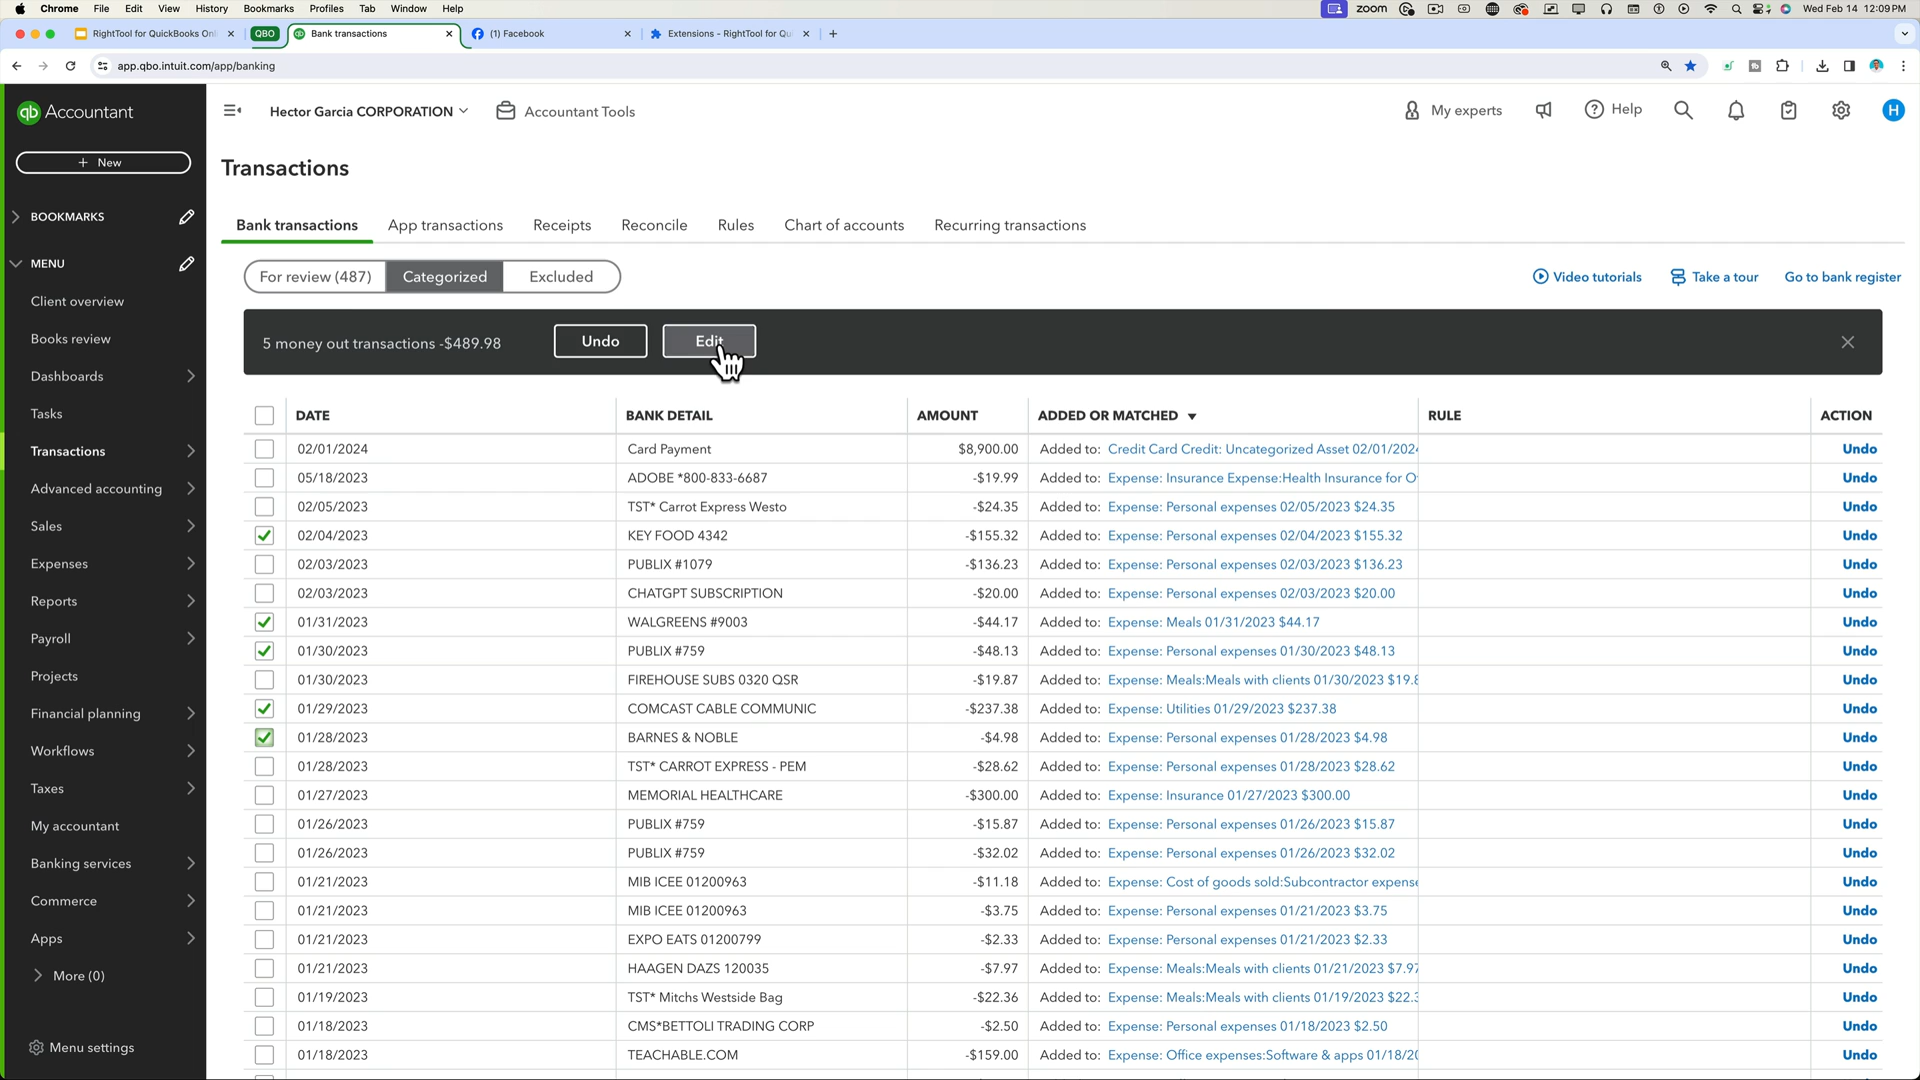 Chrome File Edit View History Bookmarks Profiles Tab Window Help zoom Wed Feb 14 12:09 PM
RightTool for QuickBooks Onl QBO Bank transactions (1) Facebook Extensions - RightTool for Qu
app.qbo.intuit.com/app/banking
qb Accountant
Hector Garcia CORPORATION Accountant Tools My experts Help H
+ New
Transactions
BOOKMARKS
Bank transactions App transactions Receipts Reconcile Rules Chart of accounts Recurring transactions
MENU
For review (487) Categorized Excluded Video tutorials Take a tour Go to bank register
Client overview
Books review
Dashboards
Tasks
Transactions
Advanced accounting
Sales
Expenses
Reports
Payroll
Projects
Financial planning
Workflows
Taxes
My accountant
Banking services
Commerce
Apps
More (0)
Menu settings
5 money out transactions -$489.98 Undo Edit
DATE BANK DETAIL AMOUNT ADDED OR MATCHED RULE ACTION
02/01/2024 Card Payment $8,900.00 Added to: Credit Card Credit: Uncategorized Asset 02/01/2024 Undo
05/18/2023 ADOBE *800-833-6687 -$19.99 Added to: Expense: Insurance Expense:Health Insurance for O Undo
02/05/2023 TST* Carrot Express Westo -$24.35 Added to: Expense: Personal expenses 02/05/2023 $24.35 Undo
02/04/2023 KEY FOOD 4342 -$155.32 Added to: Expense: Personal expenses 02/04/2023 $155.32 Undo
02/03/2023 PUBLIX #1079 -$136.23 Added to: Expense: Personal expenses 02/03/2023 $136.23 Undo
02/03/2023 CHATGPT SUBSCRIPTION -$20.00 Added to: Expense: Personal expenses 02/03/2023 $20.00 Undo
01/31/2023 WALGREENS #9003 -$44.17 Added to: Expense: Meals 01/31/2023 $44.17 Undo
01/30/2023 PUBLIX #759 -$48.13 Added to: Expense: Personal expenses 01/30/2023 $48.13 Undo
01/30/2023 FIREHOUSE SUBS 0320 QSR -$19.87 Added to: Expense: Meals:Meals with clients 01/30/2023 $19.8 Undo
01/29/2023 COMCAST CABLE COMMUNIC -$237.38 Added to: Expense: Utilities 01/29/2023 $237.38 Undo
01/28/2023 BARNES & NOBLE -$4.98 Added to: Expense: Personal expenses 01/28/2023 $4.98 Undo
01/28/2023 TST* CARROT EXPRESS - PEM -$28.62 Added to: Expense: Personal expenses 01/28/2023 $28.62 Undo
01/27/2023 MEMORIAL HEALTHCARE -$300.00 Added to: Expense: Insurance 01/27/2023 $300.00 Undo
01/26/2023 PUBLIX #759 -$15.87 Added to: Expense: Personal expenses 01/26/2023 $15.87 Undo
01/26/2023 PUBLIX #759 -$32.02 Added to: Expense: Personal expenses 01/26/2023 $32.02 Undo
01/21/2023 MIB ICEE 01200963 -$11.18 Added to: Expense: Cost of goods sold:Subcontractor expense Undo
01/21/2023 MIB ICEE 01200963 -$3.75 Added to: Expense: Personal expenses 01/21/2023 $3.75 Undo
01/21/2023 EXPO EATS 01200799 -$2.33 Added to: Expense: Personal expenses 01/21/2023 $2.33 Undo
01/21/2023 HAAGEN DAZS 120035 -$7.97 Added to: Expense: Meals:Meals with clients 01/21/2023 $7.97 Undo
01/19/2023 TST* Mitchs Westside Bag -$22.36 Added to: Expense: Meals:Meals with clients 01/19/2023 $22.3 Undo
01/18/2023 CMS*BETTOLI TRADING CORP -$2.50 Added to: Expense: Personal expenses 01/18/2023 $2.50 Undo
01/18/2023 TEACHABLE.COM -$159.00 Added to: Expense: Office expenses:Software & apps 01/18/20 Undo